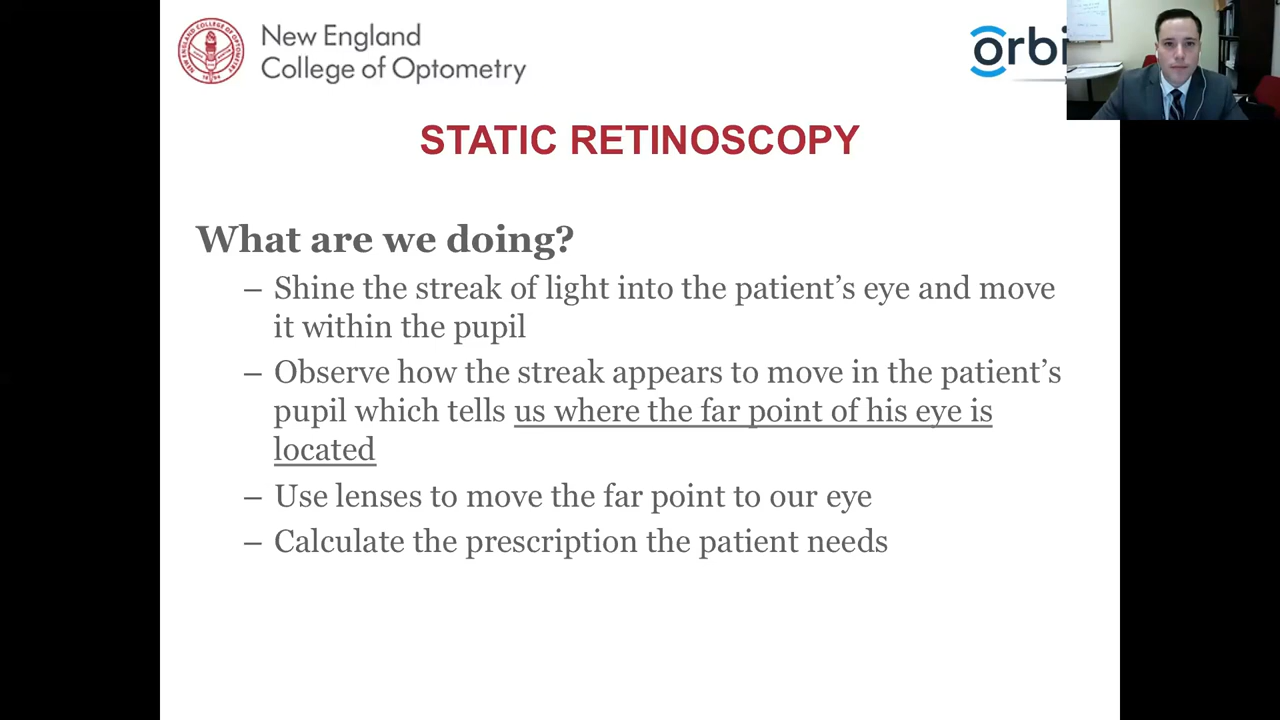 New England
College of Optometry
STATIC RETINOSCOPY
What are we doing?
– Shine the streak of light into the patient’s eye and move
it within the pupil
– Observe how the streak appears to move in the patient’s
pupil which tells us where the far point of his eye is
located
– Use lenses to move the far point to our eye
– Calculate the prescription the patient needs